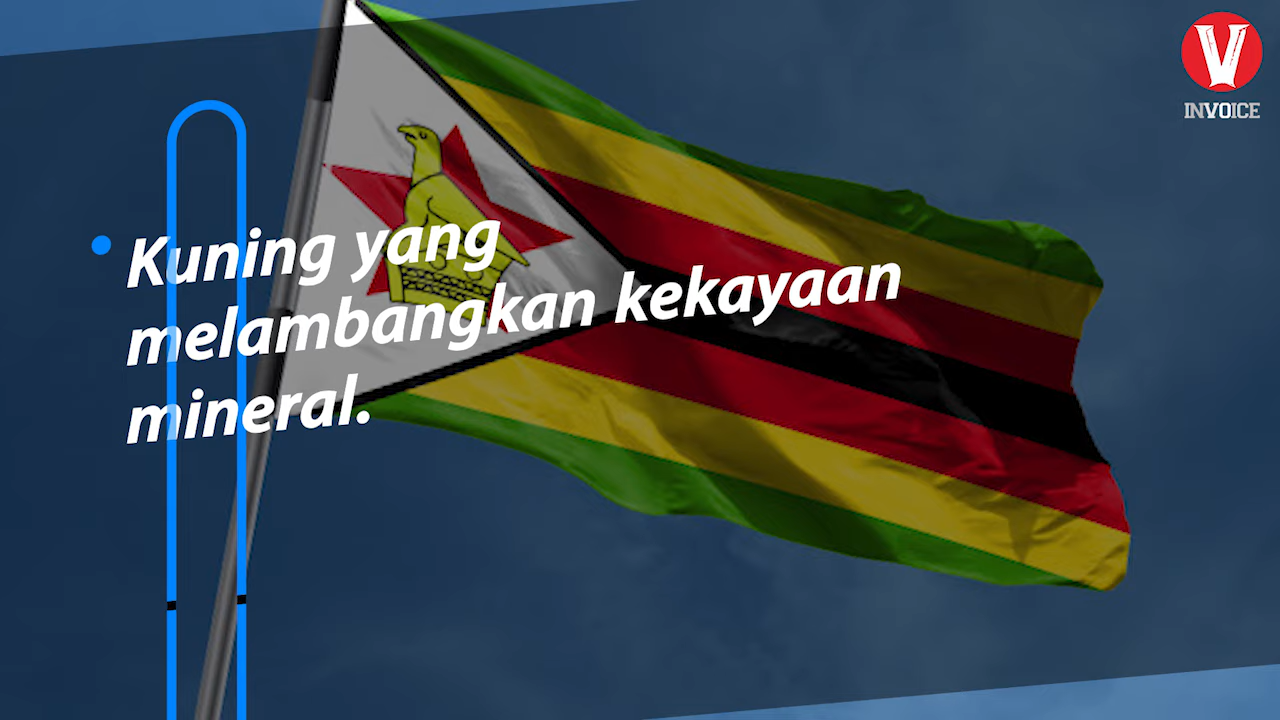 V
INVOICE
Kuning yang
melambangkan kekayaan
mineral.